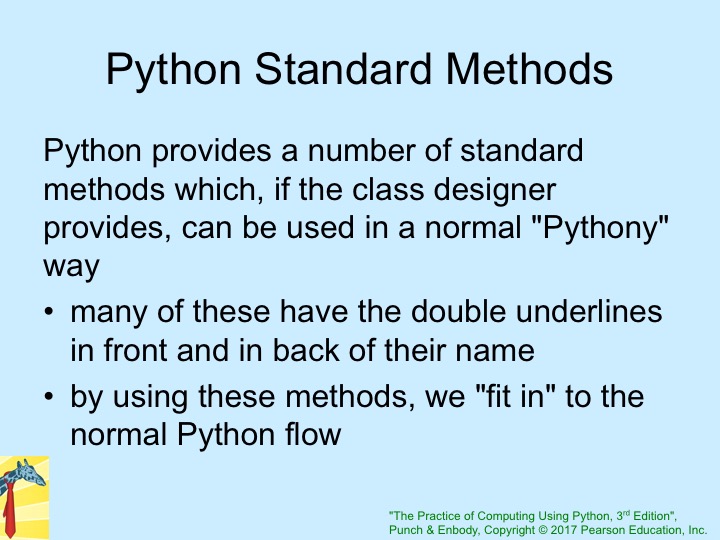 Python Standard Methods
Python provides a number of standard
methods which, if the class designer
provides, can be used in a normal "Pythony"
way
• many of these have the double underlines
in front and in back of their name
• by using these methods, we "fit in" to the
normal Python flow
"The Practice of Computing Using Python, 3rd Edition",
Punch & Enbody, Copyright © 2017 Pearson Education, Inc.